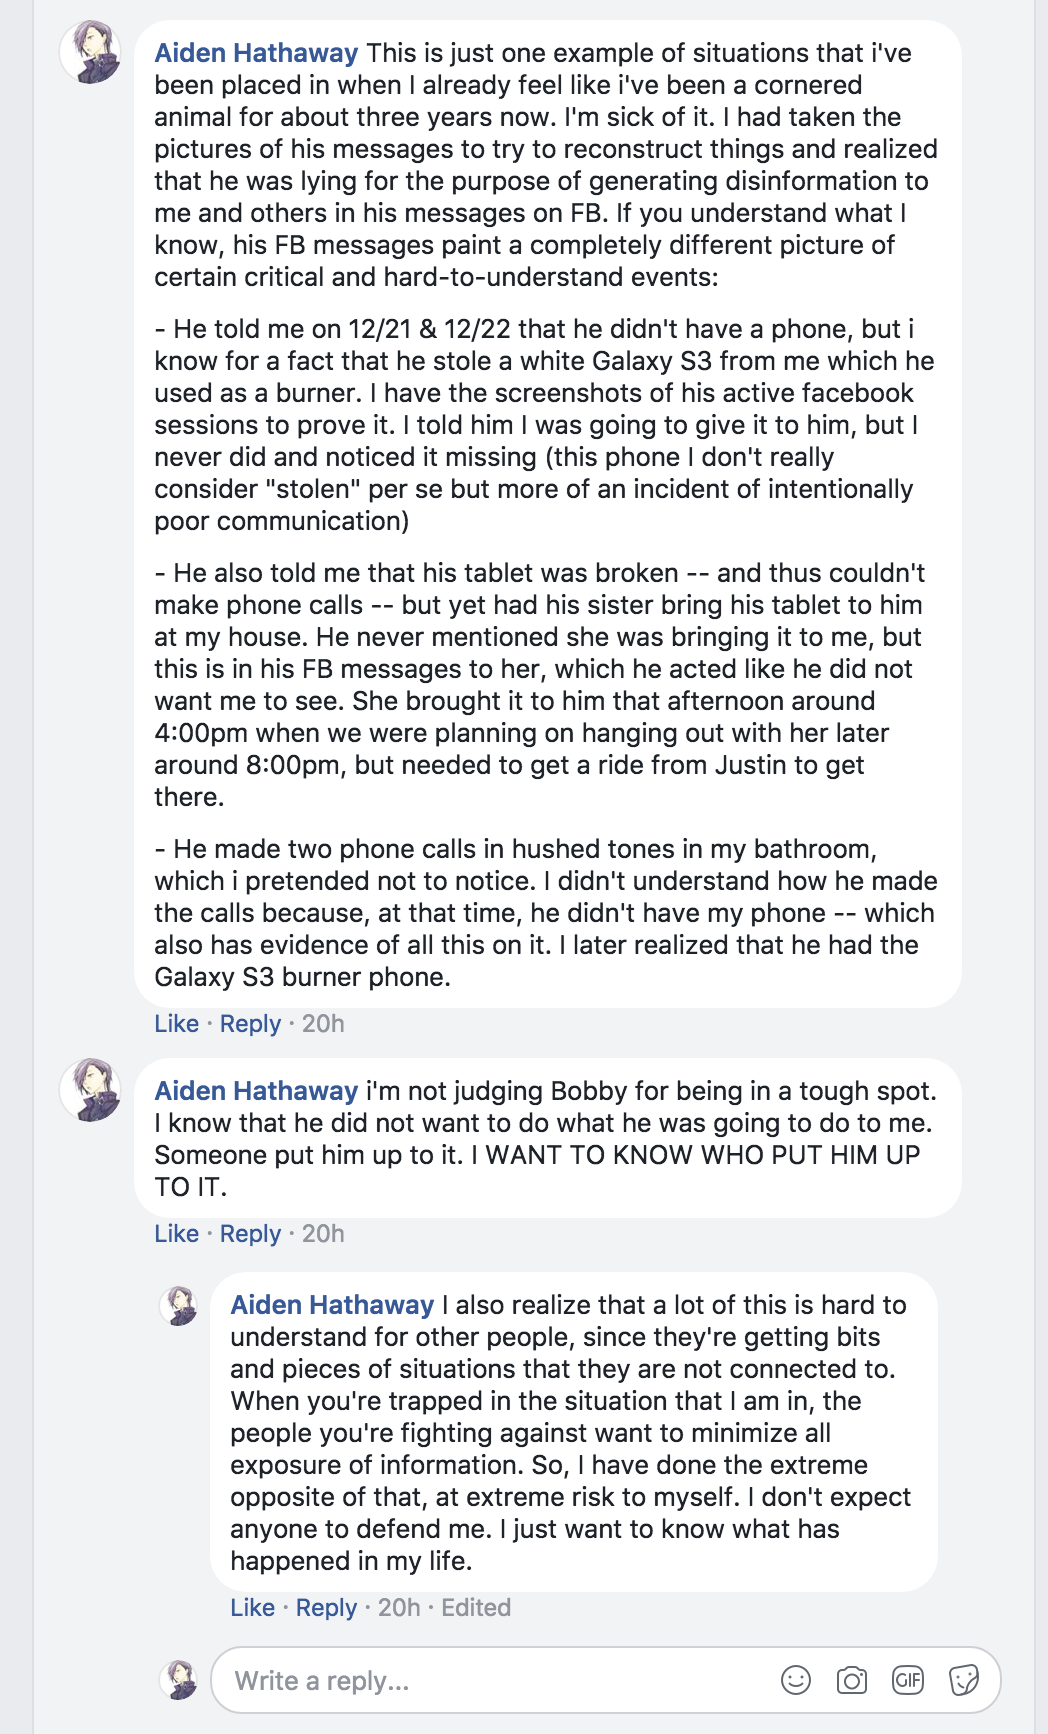 Aiden Hathaway This is just one example of situations that i've
been placed in when I already feel like i've been a cornered
animal for about three years now. I'm sick of it. I had taken the
pictures of his messages to try to reconstruct things and realized
that he was lying for the purpose of generating disinformation to
me and others in his messages on FB. If you understand what I
know, his FB messages paint a completely different picture of
certain critical and hard-to-understand events:
- He told me on 12/21 & 12/22 that he didn't have a phone, but i
know for a fact that he stole a white Galaxy S3 from me which he
used as a burner. I have the screenshots of his active facebook
sessions to prove it. I told him I was going to give it to him, but I
never did and noticed it missing (this phone I don't really
consider "stolen" per se but more of an incident of intentionally
poor communication)
- He also told me that his tablet was broken -- and thus couldn't
make phone calls -- but yet had his sister bring his tablet to him
at my house. He never mentioned she was bringing it to me, but
this is in his FB messages to her, which he acted like he did not
want me to see. She brought it to him that afternoon around
4:00pm when we were planning on hanging out with her later
around 8:00pm, but needed to get a ride from Justin to get
there.
- He made two phone calls in hushed tones in my bathroom,
which i pretended not to notice. I didn't understand how he made
the calls because, at that time, he didn't have my phone -- which
also has evidence of all this on it. I later realized that he had the
Galaxy S3 burner phone.
Like · Reply · 20h
Aiden Hathaway i'm not judging Bobby for being in a tough spot.
I know that he did not want to do what he was going to do to me.
Someone put him up to it. I WANT TO KNOW WHO PUT HIM UP
TO IT.
Like · Reply · 20h
Aiden Hathaway I also realize that a lot of this is hard to
understand for other people, since they're getting bits
and pieces of situations that they are not connected to.
When you're trapped in the situation that I am in, the
people you're fighting against want to minimize all
exposure of information. So, I have done the extreme
opposite of that, at extreme risk to myself. I don't expect
anyone to defend me. I just want to know what has
happened in my life.
Like · Reply · 20h · Edited
Write a reply...
GIF